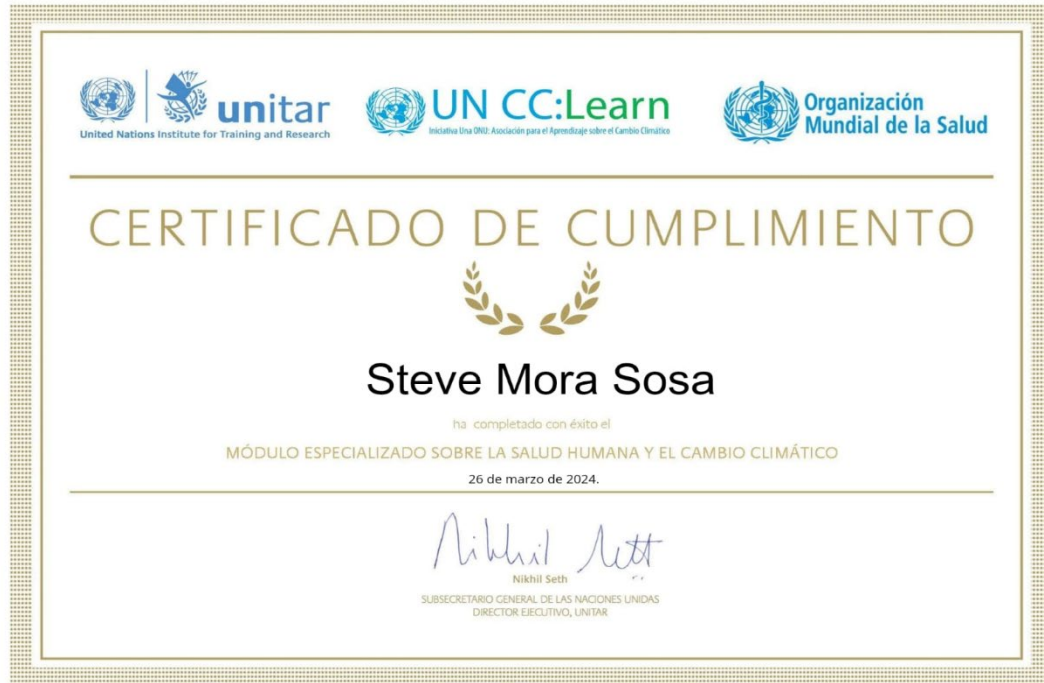 unitar
United Nations Institute for Training and Research
UN CC:Learn
Iniciativa Una ONU: Asociación para el Aprendizaje sobre el Cambio Climático
Organización
Mundial de la Salud
CERTIFICADO DE CUMPLIMIENTO
Steve Mora Sosa
ha completado con éxito el
MÓDULO ESPECIALIZADO SOBRE LA SALUD HUMANA Y EL CAMBIO CLIMÁTICO
26 de marzo de 2024.
Nikhil Sett
Nikhil Seth
SUBSECRETARIO GENERAL DE LAS NACIONES UNIDAS
DIRECTOR EJECUTIVO, UNITAR